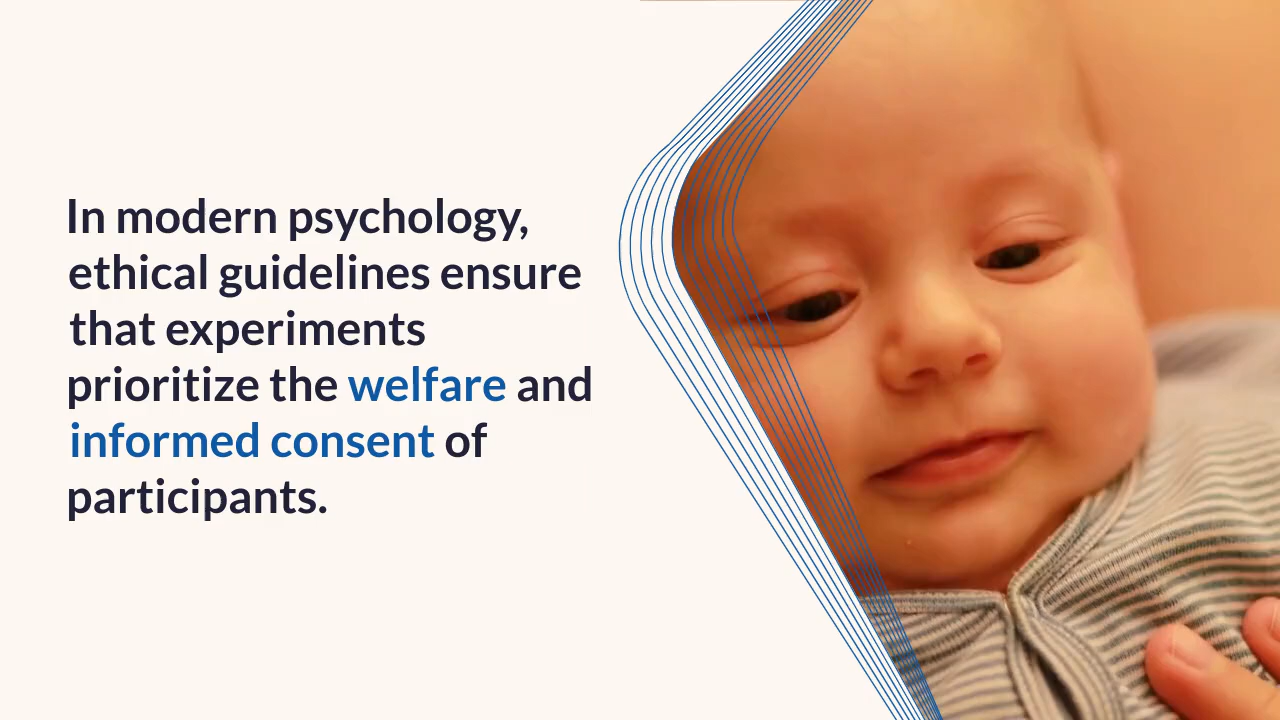 In modern psychology,
ethical guidelines ensure
that experiments
prioritize the welfare and
informed consent of
participants.